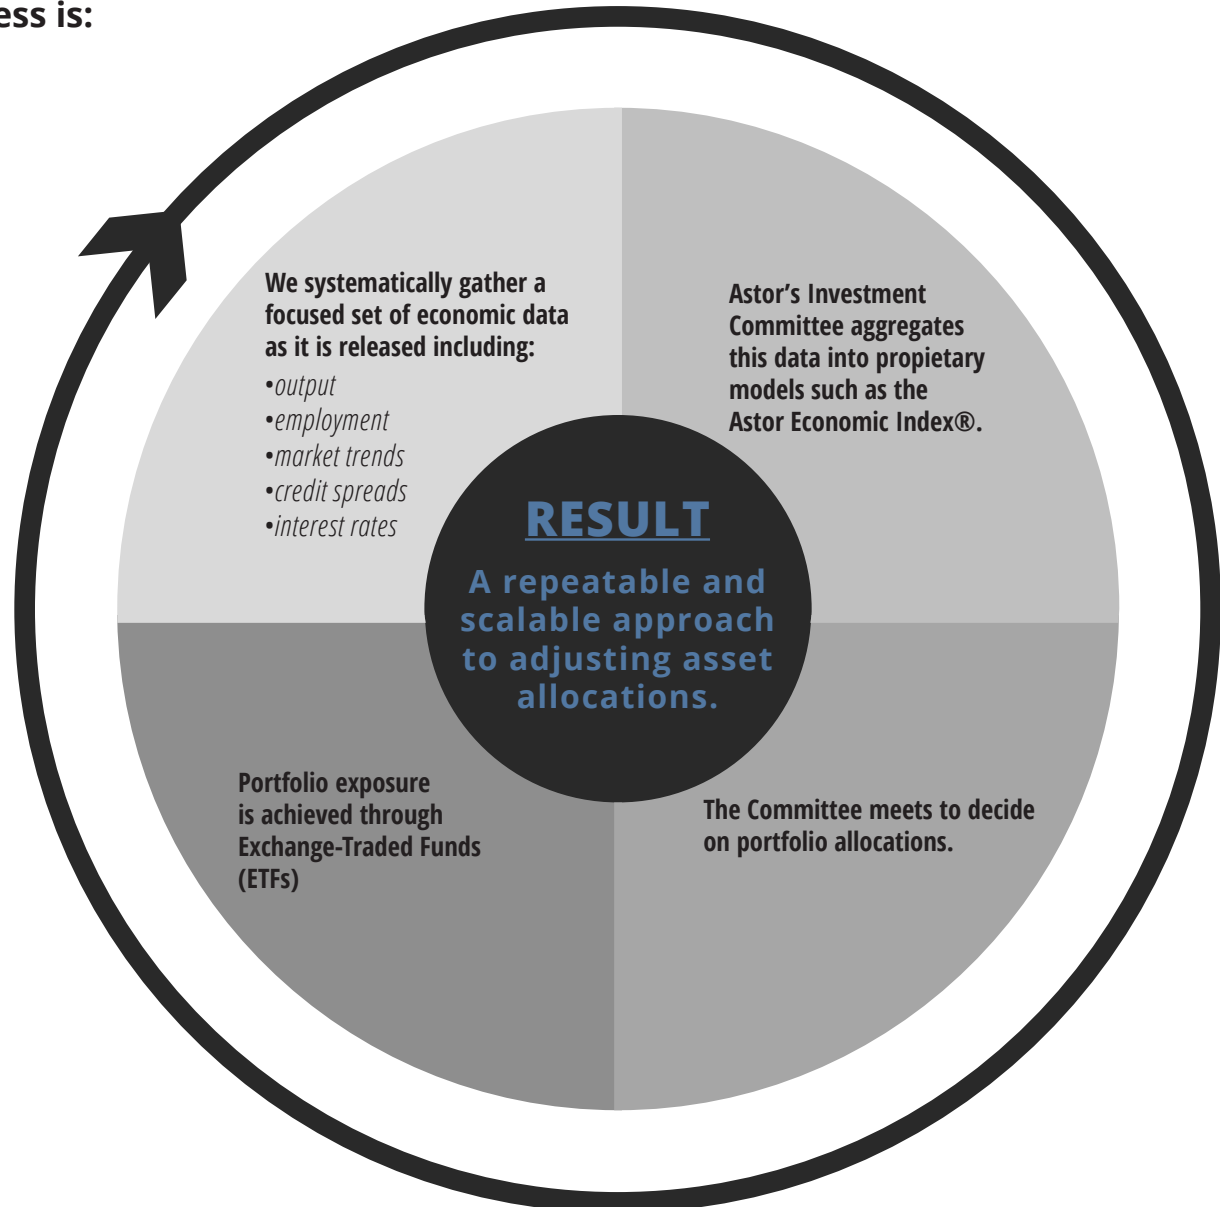 ess is:
We systematically gather a
focused set of economic data
as it is released including:
•output
•employment
•market trends
•credit spreads
•interest rates
Astor’s Investment
Committee aggregates
this data into propietary
models such as the
Astor Economic Index®.
RESULT
A repeatable and
scalable approach
to adjusting asset
allocations.
Portfolio exposure
is achieved through
Exchange-Traded Funds
(ETFs)
The Committee meets to decide
on portfolio allocations.